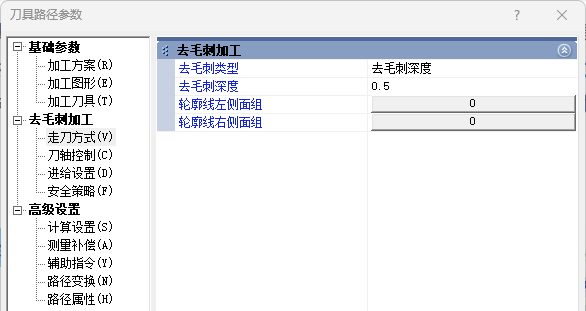 刀具路径参数
基础参数
加工方案(R)
加工图形(E)
加工刀具(T)
去毛刺加工
走刀方式(V)
刀轴控制(C)
进给设置(D)
安全策略(F)
高级设置
计算设置(S)
测量补偿(A)
辅助指令(Y)
路径变换(N)
路径属性(H)
去毛刺加工
去毛刺类型 去毛刺深度
去毛刺深度 0.5
轮廓线左侧面组 0
轮廓线右侧面组 0